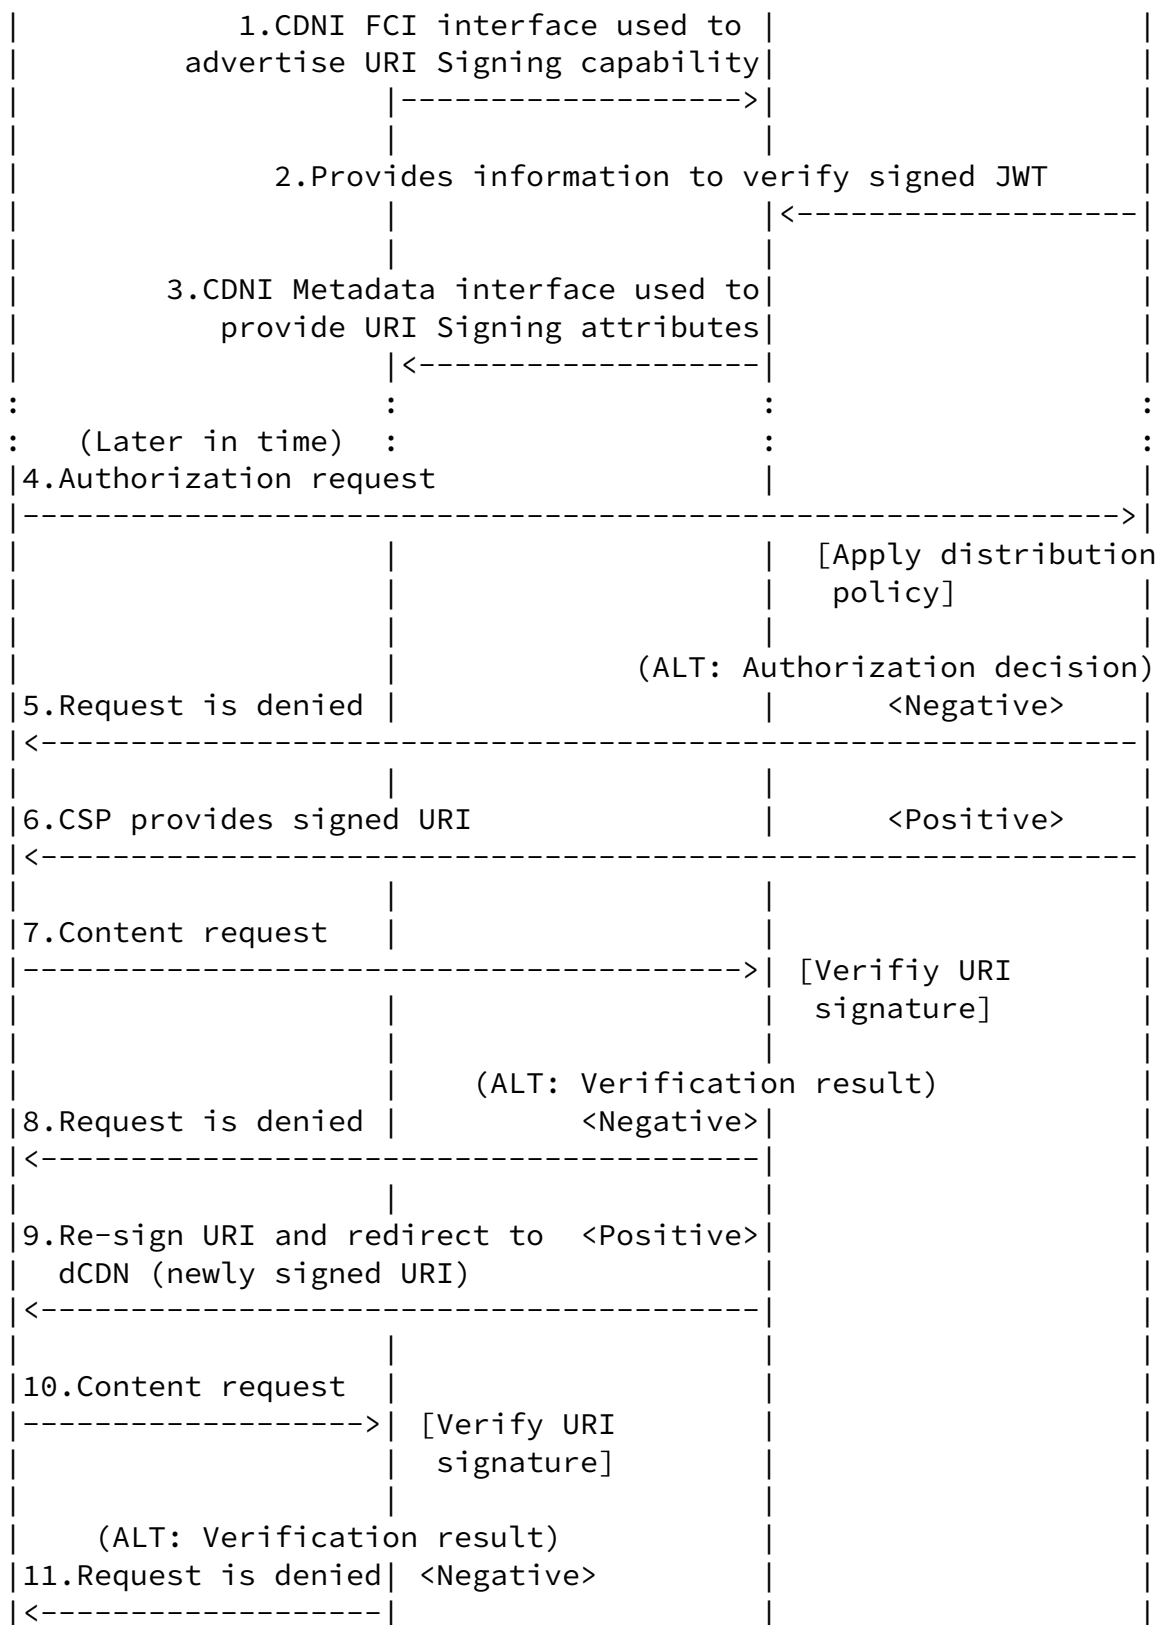 1.CDNI FCI interface used to
advertise URI Signing capability
2.Provides information to verify signed JWT
3.CDNI Metadata interface used to
provide URI Signing attributes
(Later in time)
4.Authorization request
[Apply distribution
policy]
(ALT: Authorization decision)
5.Request is denied <Negative>
6.CSP provides signed URI <Positive>
7.Content request
[Verifiy URI
signature]
(ALT: Verification result)
8.Request is denied <Negative>
9.Re-sign URI and redirect to <Positive>
dCDN (newly signed URI)
10.Content request
[Verify URI
signature]
(ALT: Verification result)
11.Request is denied <Negative>